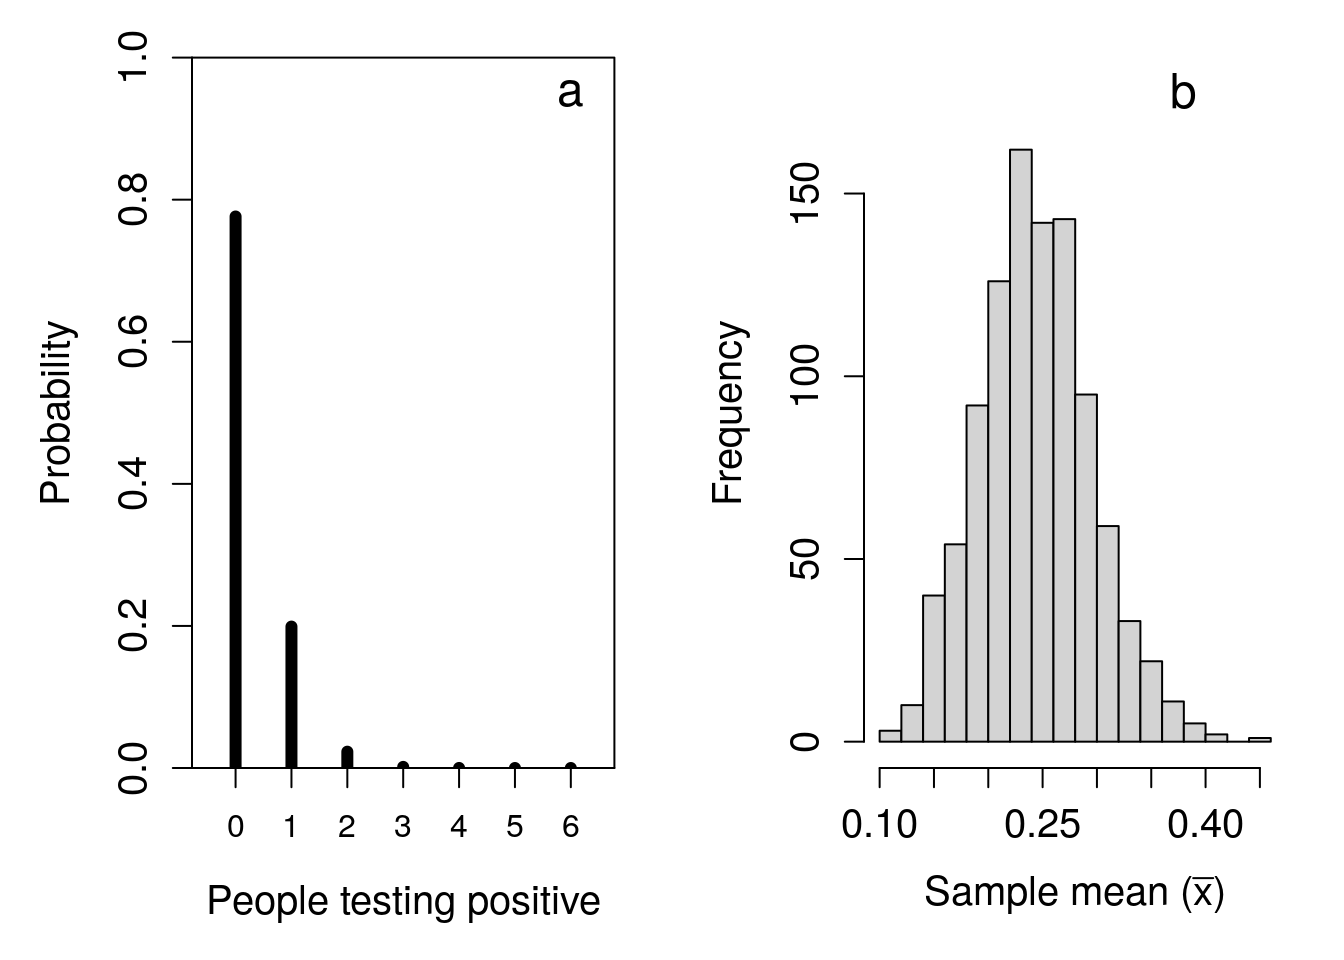 a
Probability
0.0 0.2 0.4 0.6 0.8 1.0
0 1 2 3 4 5 6
People testing positive
b
Frequency
0 50 100 150
0.10 0.25 0.40
Sample mean (x̅)